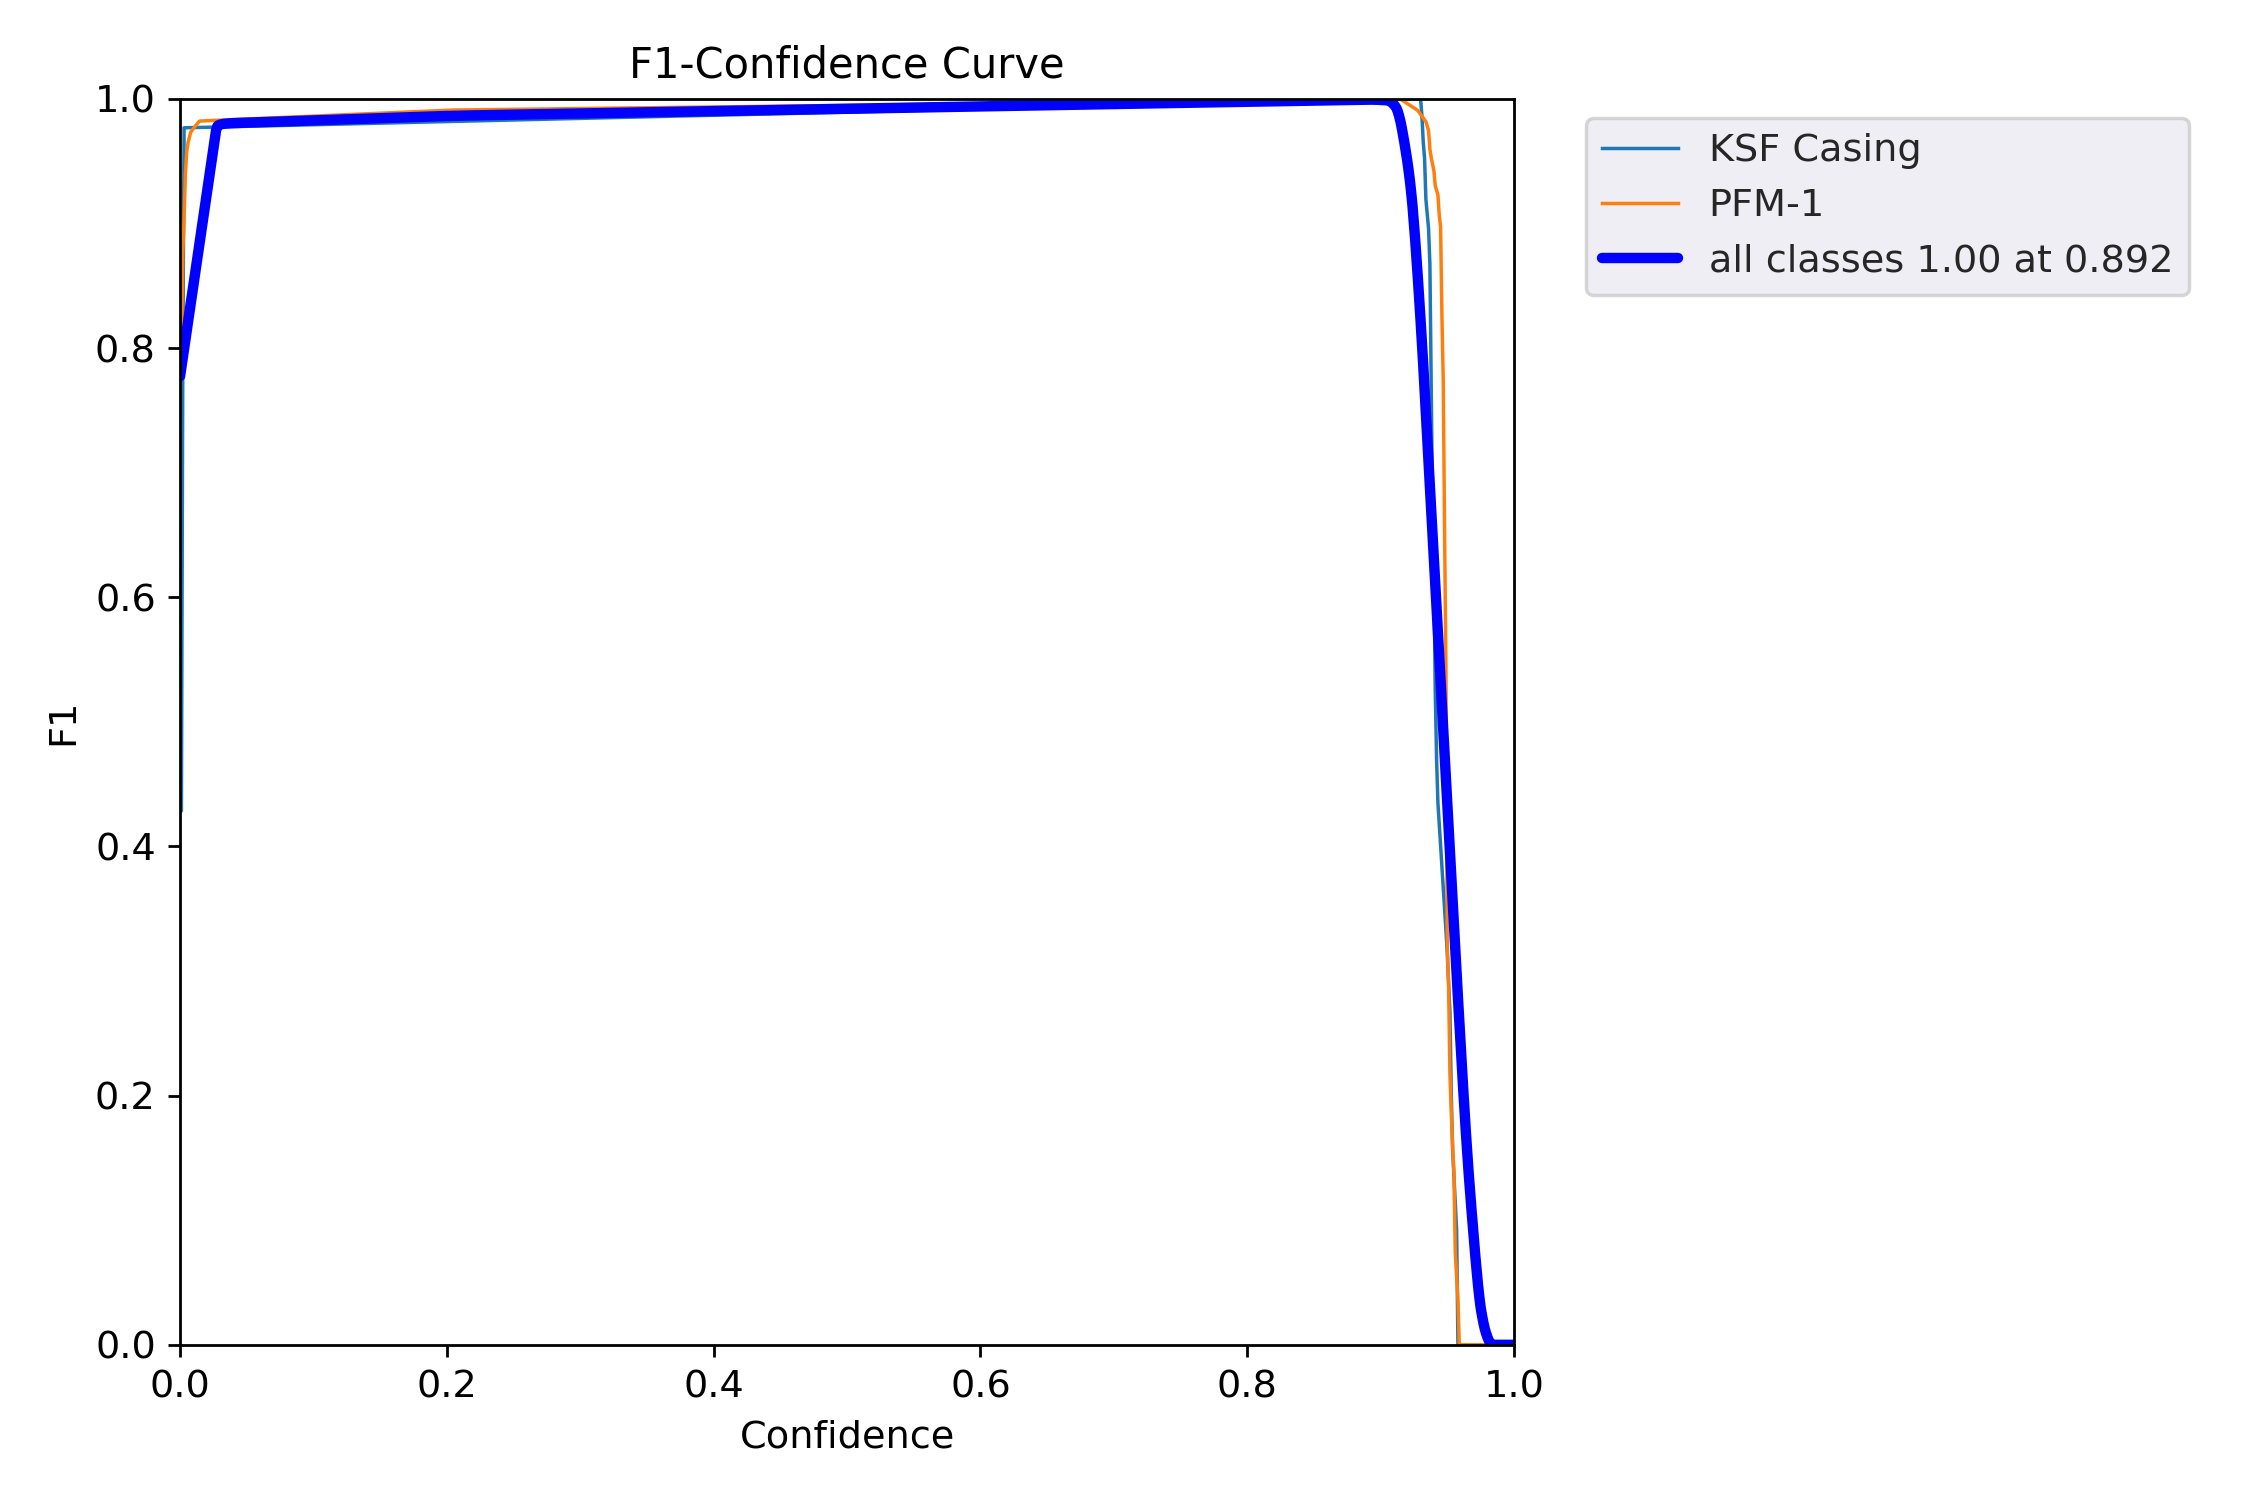 F1-Confidence Curve
1.0
0.8
0.6
0.4
0.2
0.0
F1
0.0 0.2 0.4 0.6 0.8 1.0
Confidence
KSF Casing
PFM-1
all classes 1.00 at 0.892